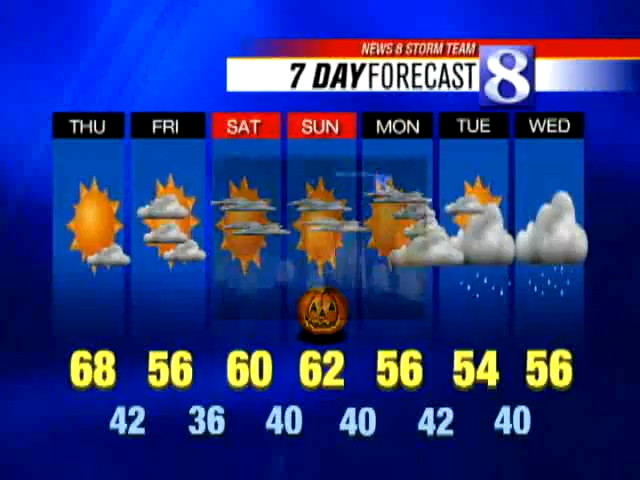 NEWS 8 STORM TEAM
7 DAY FORECAST 8
THU FRI SAT SUN MON TUE WED
68 56 60 62 56 54 56
42 36 40 40 42 40